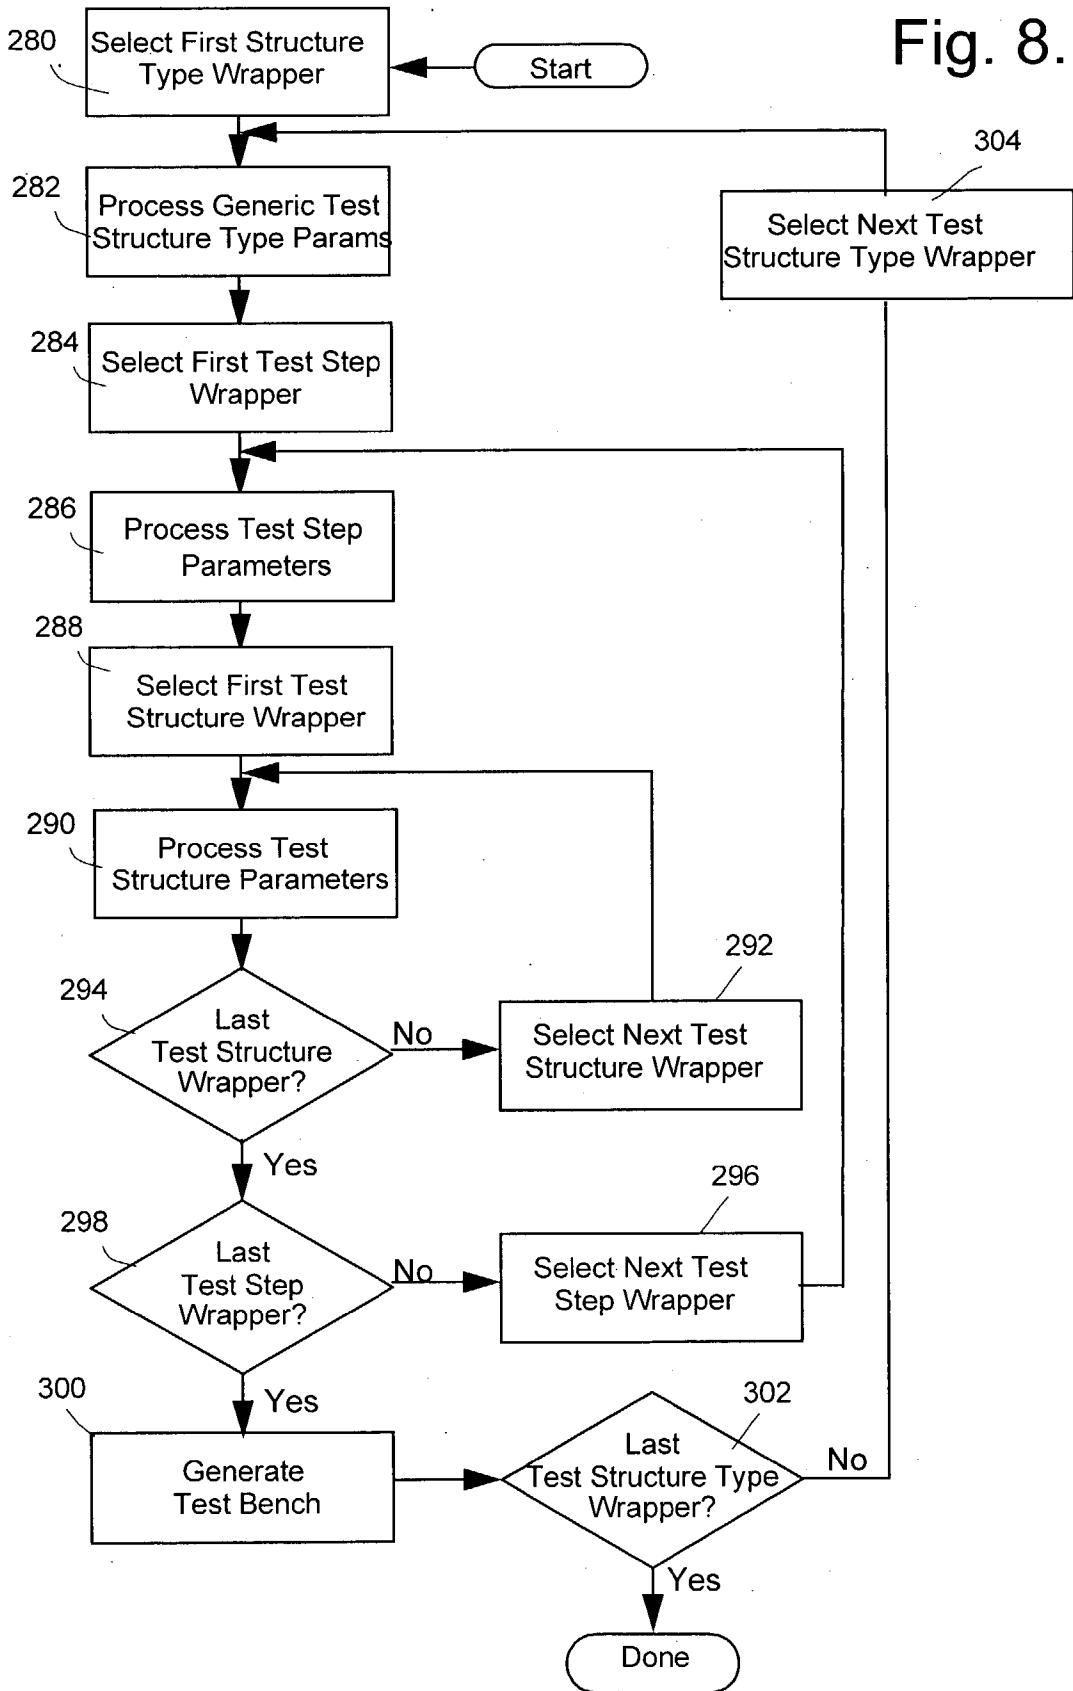 Fig. 8.
280
Select First Structure
Type Wrapper
Start
304
Select Next Test
Structure Type Wrapper
282
Process Generic Test
Structure Type Params
284
Select First Test Step
Wrapper
286
Process Test Step
Parameters
288
Select First Test
Structure Wrapper
290
Process Test
Structure Parameters
294
Last
Test Structure
Wrapper?
No
292
Select Next Test
Structure Wrapper
Yes
298
Last
Test Step
Wrapper?
No
296
Select Next Test
Step Wrapper
Yes
300
Generate
Test Bench
302
Last
Test Structure Type
Wrapper?
No
Yes
Done